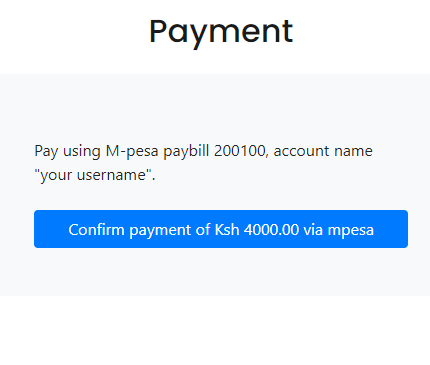 Payment
Pay using M-pesa paybill 200100, account name
"your username".
Confirm payment of Ksh 4000.00 via mpesa